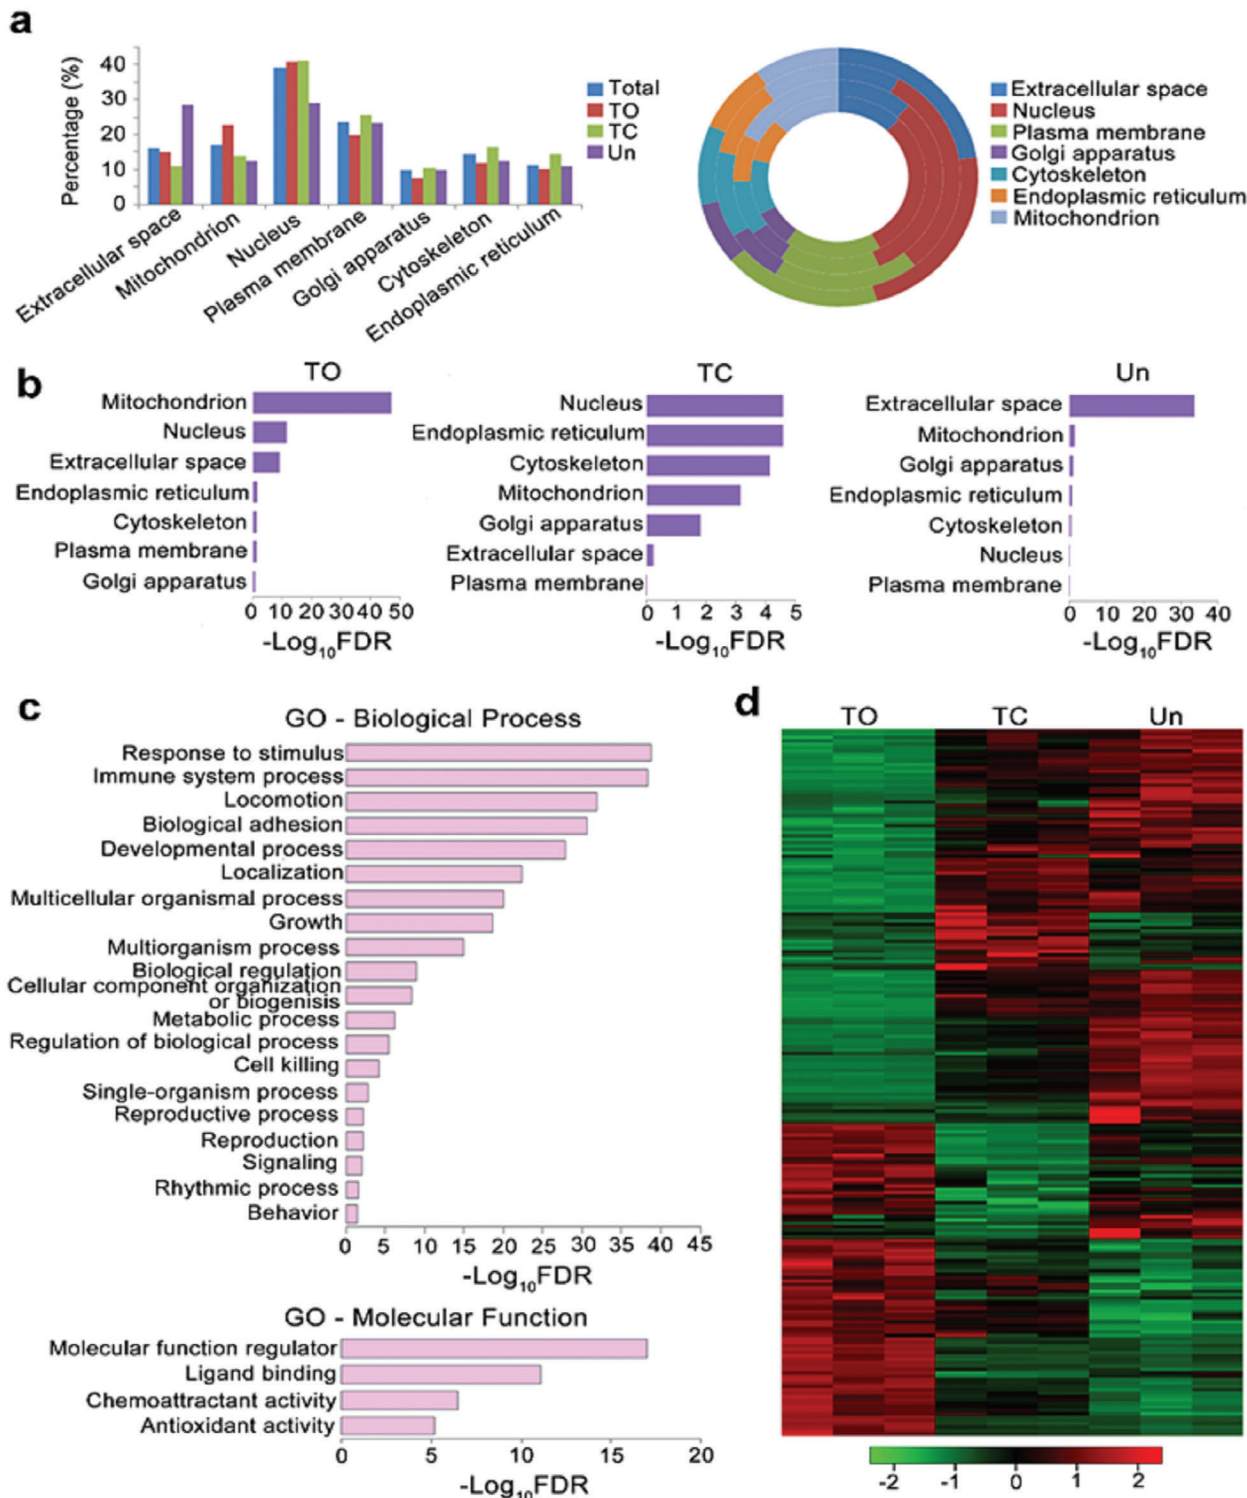 a
Percentage (%)
40
30
20
10
0
Extracellular space
Mitochondrion
Nucleus
Plasma membrane
Golgi apparatus
Cytoskeleton
Endoplasmic reticulum
Total
TO
TC
Un
Extracellular space
Nucleus
Plasma membrane
Golgi apparatus
Cytoskeleton
Endoplasmic reticulum
Mitochondrion
b
TO
Mitochondrion
Nucleus
Extracellular space
Endoplasmic reticulum
Cytoskeleton
Plasma membrane
Golgi apparatus
0 10 20 30 40 50
-Log10FDR
TC
Nucleus
Endoplasmic reticulum
Cytoskeleton
Mitochondrion
Golgi apparatus
Extracellular space
Plasma membrane
0 1 2 3 4 5
-Log10FDR
Un
Extracellular space
Mitochondrion
Golgi apparatus
Endoplasmic reticulum
Cytoskeleton
Nucleus
Plasma membrane
0 10 20 30 40
-Log10FDR
c
GO - Biological Process
Response to stimulus
Immune system process
Locomotion
Biological adhesion
Developmental process
Localization
Multicellular organismal process
Growth
Multiorganism process
Biological regulation
Cellular component organization
or biogenisis
Metabolic process
Regulation of biological process
Cell killing
Single-organism process
Reproductive process
Reproduction
Signaling
Rhythmic process
Behavior
0 5 10 15 20 25 30 35 40 45
-Log10FDR
GO - Molecular Function
Molecular function regulator
Ligand binding
Chemoattractant activity
Antioxidant activity
0 5 10 15 20
-Log10FDR
d
TO TC Un
-2 -1 0 1 2